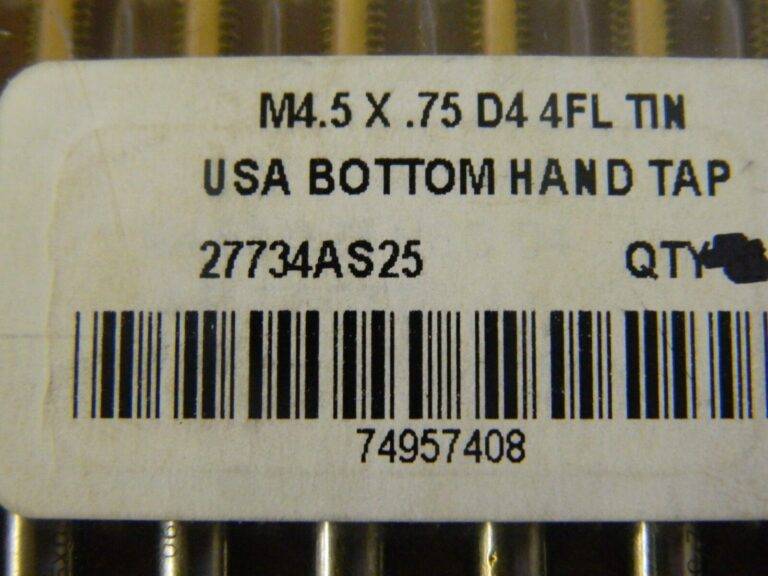 M4.5 X .75 D4 4FL TIN
USA BOTTOM HAND TAP
27734AS25 QTY
74957408